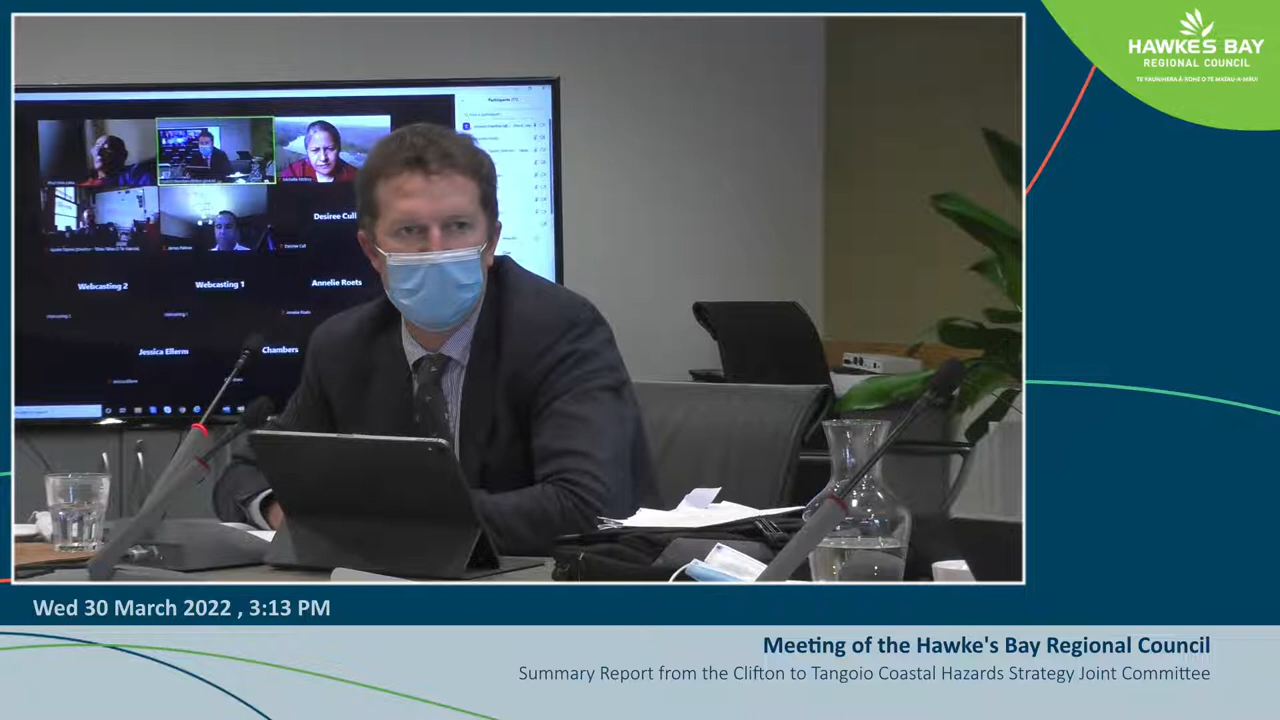 HAWKE'S BAY
REGIONAL COUNCIL
Desiree Cull
Webcasting 2
Webcasting 1
Annelie Roets
Jessica Ellerm
Chambers
Wed 30 March 2022 , 3:13 PM
Meeting of the Hawke's Bay Regional Council
Summary Report from the Clifton to Tangoio Coastal Hazards Strategy Joint Committee